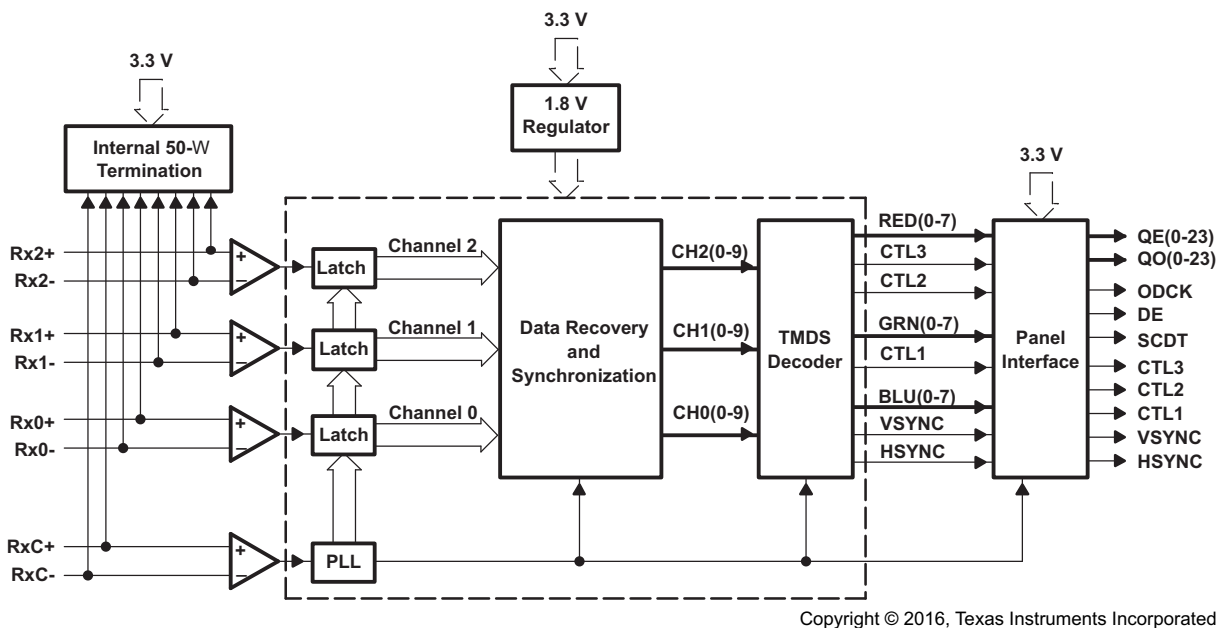 3.3 V
3.3 V
1.8 V
Regulator
Internal 50-W
Termination
3.3 V
Rx2+
Rx2-
Rx1+
Rx1-
Rx0+
Rx0-
RxC+
RxC-
+
−
+
−
+
−
+
−
Latch
Latch
Latch
PLL
Channel 2
Channel 1
Channel 0
Data Recovery
and
Synchronization
CH2(0-9)
CH1(0-9)
CH0(0-9)
TMDS
Decoder
RED(0-7)
CTL3
CTL2
GRN(0-7)
CTL1
BLU(0-7)
VSYNC
HSYNC
Panel
Interface
QE(0-23)
QO(0-23)
ODCK
DE
SCDT
CTL3
CTL2
CTL1
VSYNC
HSYNC
Copyright © 2016, Texas Instruments Incorporated